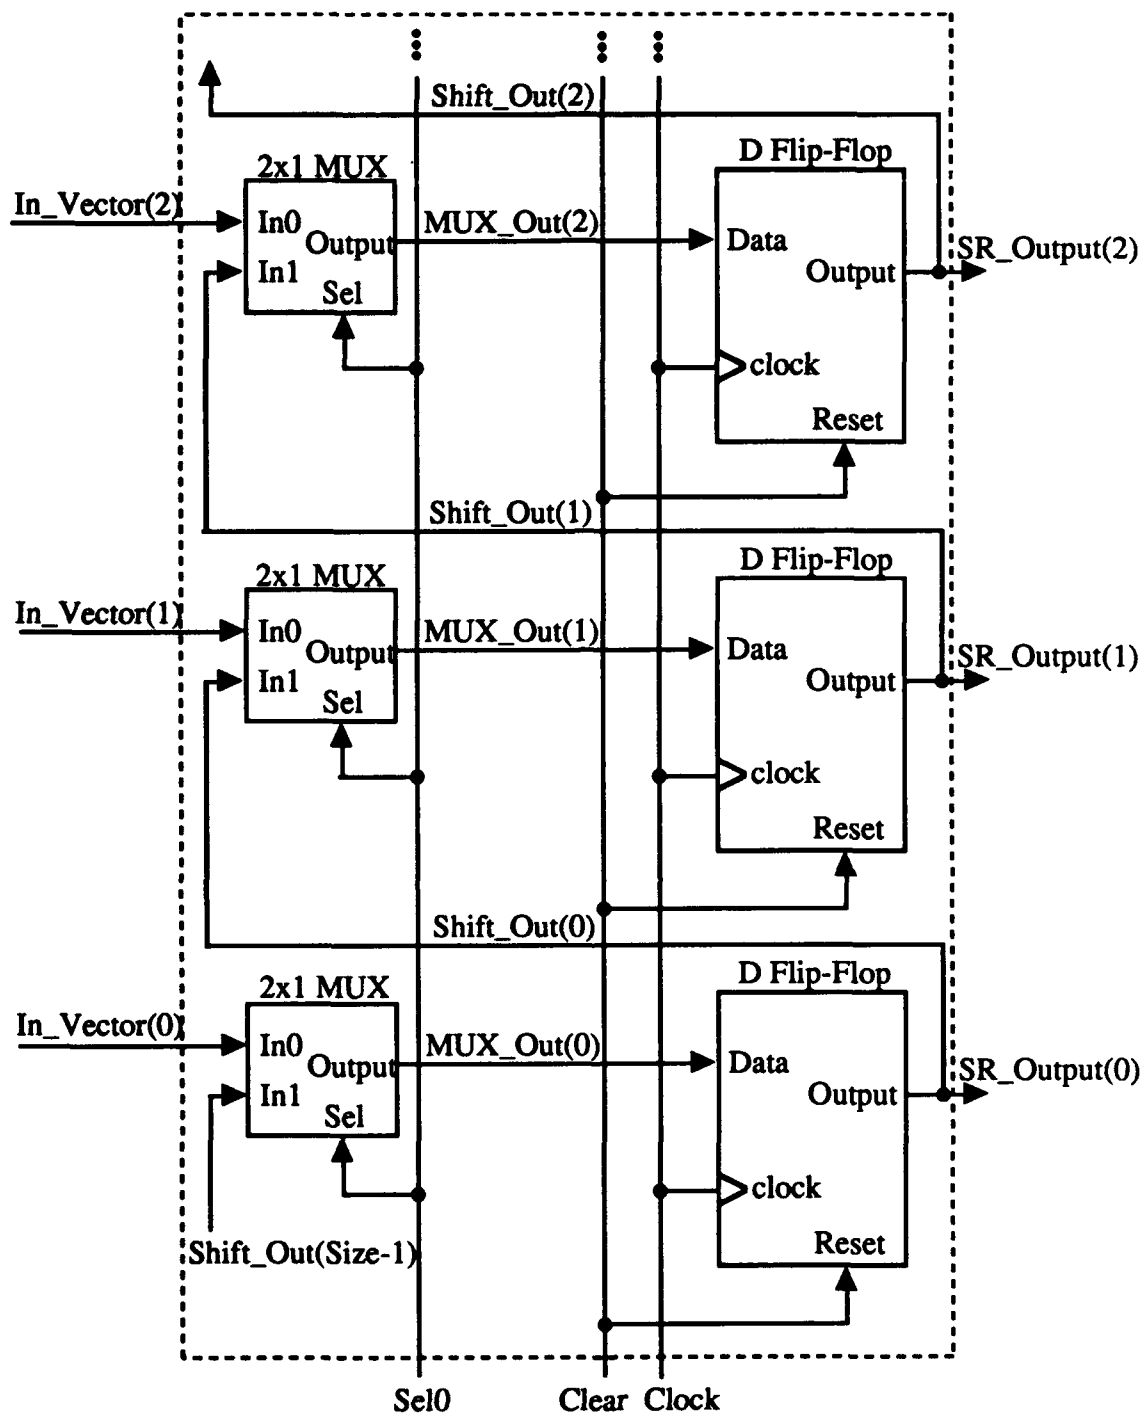 Shift_Out(2)
2x1 MUX
D Flip-Flop
In_Vector(2)
In0
Output
In1
Sel
MUX_Out(2)
Data
Output
SR_Output(2)
clock
Reset
Shift_Out(1)
2x1 MUX
D Flip-Flop
In_Vector(1)
In0
Output
In1
Sel
MUX_Out(1)
Data
Output
SR_Output(1)
clock
Reset
Shift_Out(0)
2x1 MUX
D Flip-Flop
In_Vector(0)
In0
Output
In1
Sel
MUX_Out(0)
Data
Output
SR_Output(0)
clock
Reset
Shift_Out(Size-1)
Sel0
Clear
Clock